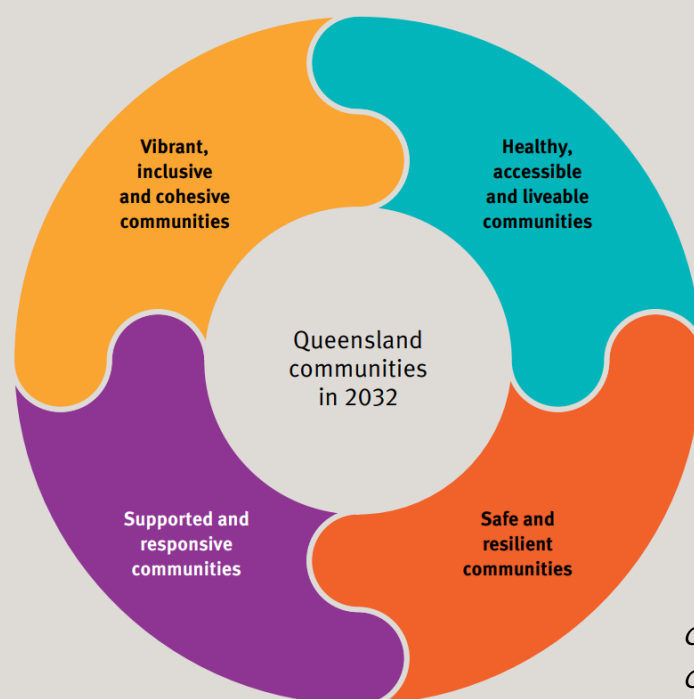 Vibrant,
inclusive
and cohesive
communities
Healthy,
accessible
and liveable
communities
Queensland
communities
in 2032
Supported and
responsive
communities
Safe and
resilient
communities